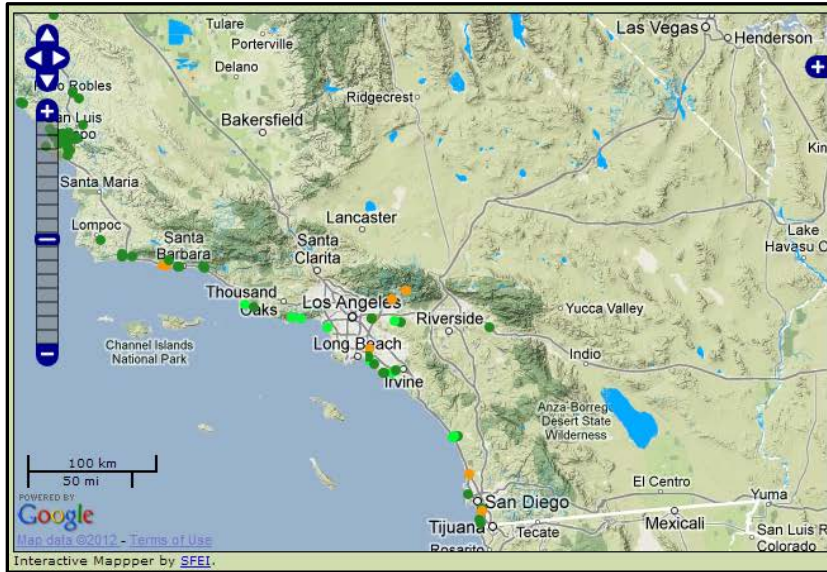 Tulare
Porterville
Delano
Las Vegas
Henderson
Robles
Ridgecrest
San Luis
Bakersfield
Santa Maria
Lompoc
Lancaster
Lake
Havasu
Santa
Barbara
Santa
Clarita
Thousand
Oaks
Los Angeles
Riverside
Yucca Valley
Channel Islands
National Park
Long Beach
Irvine
Indio
Anza-Borrego
Desert State
Wilderness
100 km
50 mi
El Centro
Yuma
San Diego
POWERED BY
Google
Tijuana
Tecate
Mexicali
San Luis R
Colorado
Map data ©2012 - Terms of Use
Rosarito
Interactive Mappper by SFEI.